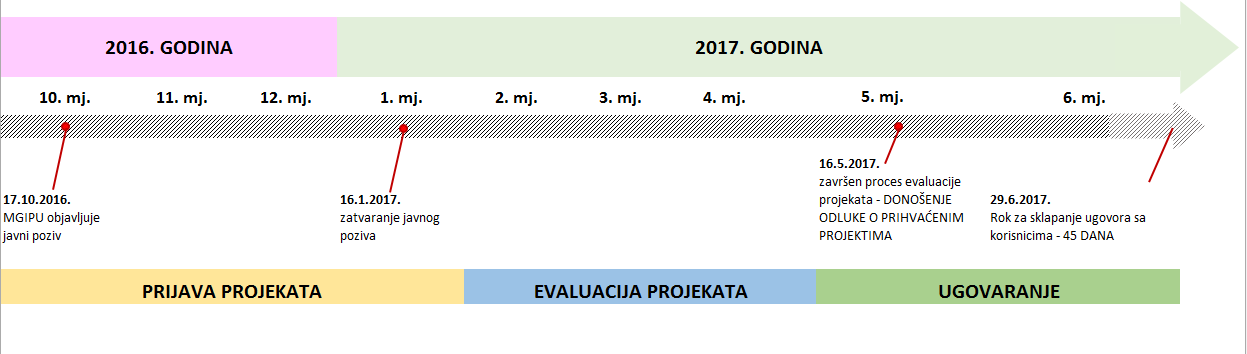 2016. GODINA
2017. GODINA
10. mj.
11. mj.
12. mj.
1. mj.
2. mj.
3. mj.
4. mj.
5. mj.
6. mj.
17.10.2016.
MGIPU objavljuje
javni poziv
16.1.2017.
zatvaranje javnog
poziva
16.5.2017.
završen proces evaluacije
projekata - DONOŠENJE
ODLUKE O PRIHVAĆENIM
PROJEKTIMA
29.6.2017.
Rok za sklapanje ugovora sa
korisnicima - 45 DANA
PRIJAVA PROJEKATA
EVALUACIJA PROJEKATA
UGOVARANJE